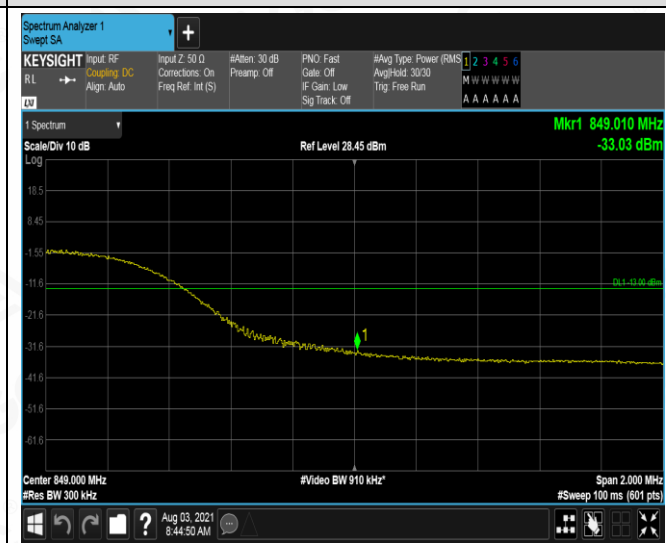 Spectrum Analyzer 1
Swept SA
+
KEYSIGHT
RL
Input: RF
Coupling: DC
Align: Auto
Input Z: 50 Ω
Corrections: On
Freq Ref: Int (S)
#Atten: 30 dB
Preamp: Off
PNO: Fast
Gate: Off
IF Gain: Low
Sig Track: Off
#Avg Type: Power (RMS
Avg|Hold: 30/30
Trig: Free Run
1 2 3 4 5 6
M W W W W W
A A A A A A
LXI
1 Spectrum
Mkr1 849.010 MHz
Scale/Div 10 dB
Ref Level 28.45 dBm
-33.03 dBm
Log
18.5
8.45
-1.55
-11.6
DL1 -13.00 dBm
-21.6
-31.6
1
-41.6
-51.6
-61.6
Center 849.000 MHz
#Video BW 910 kHz*
Span 2.000 MHz
#Res BW 300 kHz
#Sweep 100 ms (601 pts)
?
Aug 03, 2021
8:44:50 AM